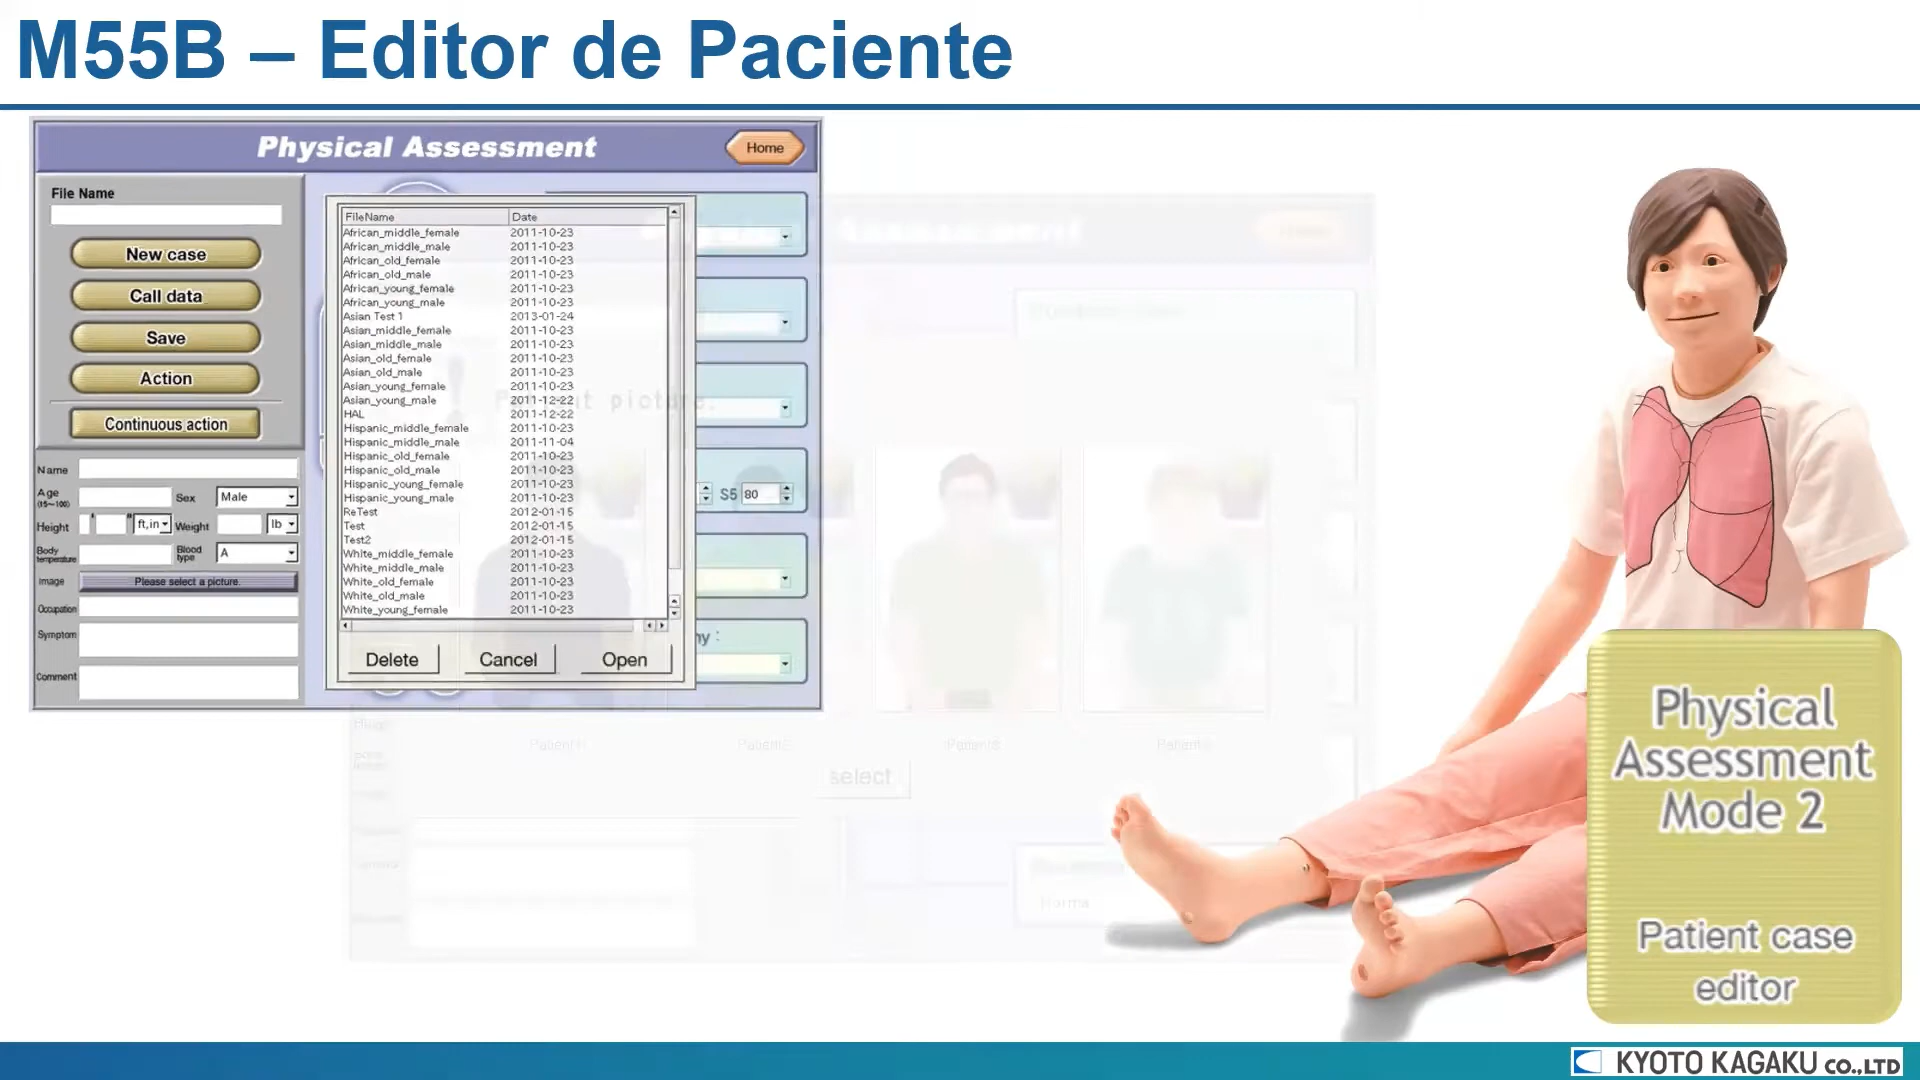 M55B – Editor de Paciente
Physical Assessment
Home
File Name
New case
Call data
Save
Action
Continuous action
Name
Age
(15~100)
Sex Male
Height ' " ft,in Weight lb
Body temperature
Blood type A
Image Please select a picture.
Occupation
Symptom
Comment
FileName Date
African_middle_female 2011-10-23
African_middle_male 2011-10-23
African_old_female 2011-10-23
African_old_male 2011-10-23
African_young_female 2011-10-23
African_young_male 2011-10-23
Asian Test 1 2013-01-24
Asian_middle_female 2011-10-23
Asian_middle_male 2011-10-23
Asian_old_female 2011-10-23
Asian_old_male 2011-10-23
Asian_young_female 2011-10-23
Asian_young_male 2011-12-22
HAL 2011-12-22
Hispanic_middle_female 2011-10-23
Hispanic_middle_male 2011-11-04
Hispanic_old_female 2011-10-23
Hispanic_old_male 2011-10-23
Hispanic_young_female 2011-10-23
Hispanic_young_male 2011-10-23
ReTest 2012-01-15
Test 2012-01-15
Test2 2012-01-15
White_middle_female 2011-10-23
White_middle_male 2011-10-23
White_old_female 2011-10-23
White_old_male 2011-10-23
White_young_female 2011-10-23
Delete Cancel Open
S5 80
select
Physical
Assessment
Mode 2
Patient case
editor
KYOTO KAGAKU CO.,LTD